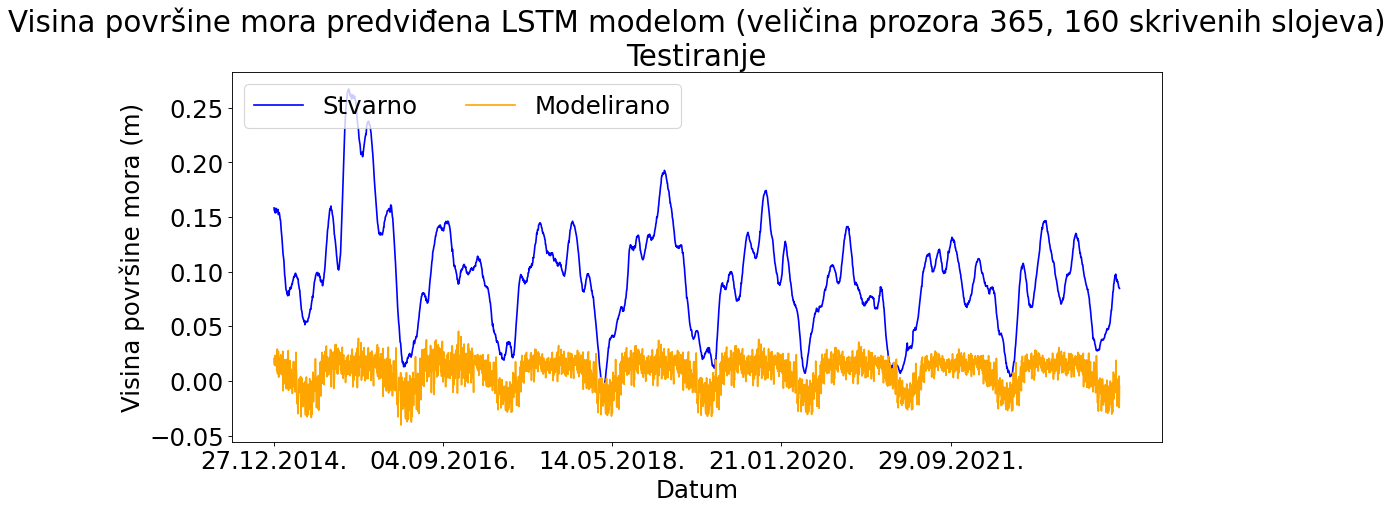 Visina površine mora predviđena LSTM modelom (veličina prozora 365, 160 skrivenih slojeva)
Testiranje
Stvarno Modelirano
Visina površine mora (m)
0.25
0.20
0.15
0.10
0.05
0.00
−0.05
27.12.2014. 04.09.2016. 14.05.2018. 21.01.2020. 29.09.2021.
Datum